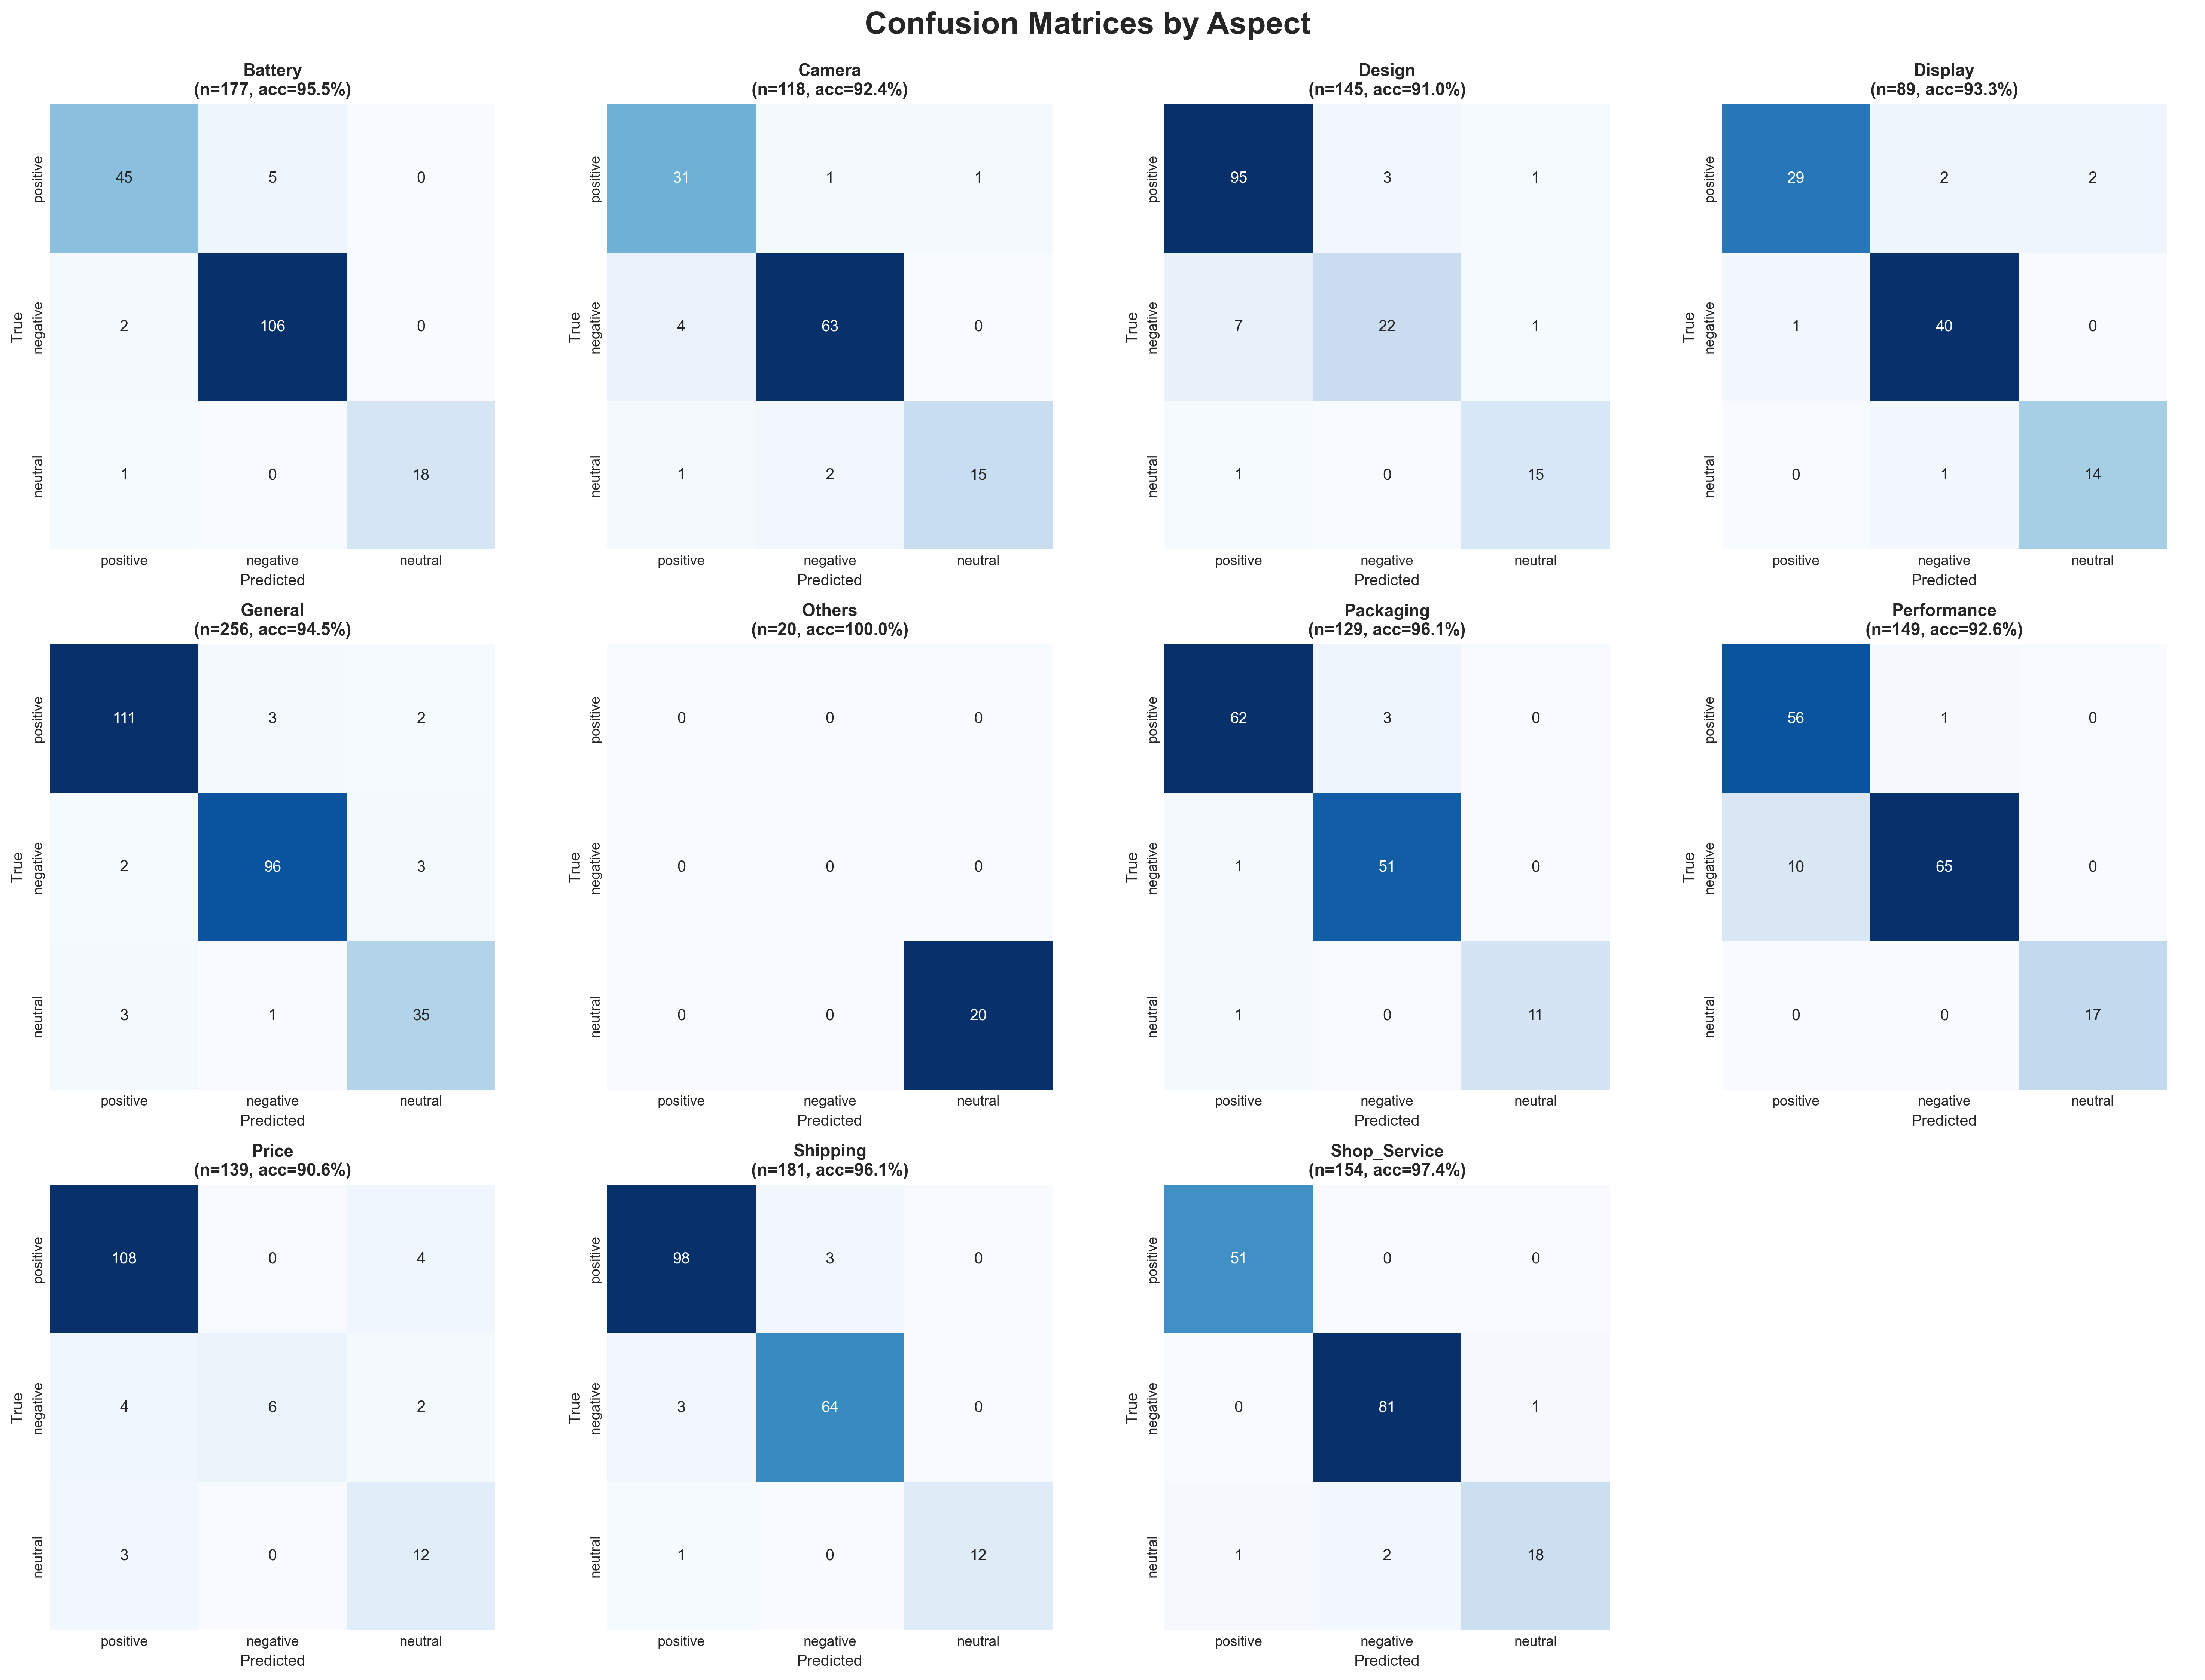 Confusion Matrices by Aspect
Battery
(n=177, acc=95.5%)
positive 45 5 0
True
negative 2 106 0
neutral 1 0 18
positive negative neutral
Predicted
Camera
(n=118, acc=92.4%)
positive 31 1 1
True
negative 4 63 0
neutral 1 2 15
positive negative neutral
Predicted
Design
(n=145, acc=91.0%)
positive 95 3 1
True
negative 7 22 1
neutral 1 0 15
positive negative neutral
Predicted
Display
(n=89, acc=93.3%)
positive 29 2 2
True
negative 1 40 0
neutral 0 1 14
positive negative neutral
Predicted
General
(n=256, acc=94.5%)
positive 111 3 2
True
negative 2 96 3
neutral 3 1 35
positive negative neutral
Predicted
Others
(n=20, acc=100.0%)
positive 0 0 0
True
negative 0 0 0
neutral 0 0 20
positive negative neutral
Predicted
Packaging
(n=129, acc=96.1%)
positive 62 3 0
True
negative 1 51 0
neutral 1 0 11
positive negative neutral
Predicted
Performance
(n=149, acc=92.6%)
positive 56 1 0
True
negative 10 65 0
neutral 0 0 17
positive negative neutral
Predicted
Price
(n=139, acc=90.6%)
positive 108 0 4
True
negative 4 6 2
neutral 3 0 12
positive negative neutral
Predicted
Shipping
(n=181, acc=96.1%)
positive 98 3 0
True
negative 3 64 0
neutral 1 0 12
positive negative neutral
Predicted
Shop_Service
(n=154, acc=97.4%)
positive 51 0 0
True
negative 0 81 1
neutral 1 2 18
positive negative neutral
Predicted